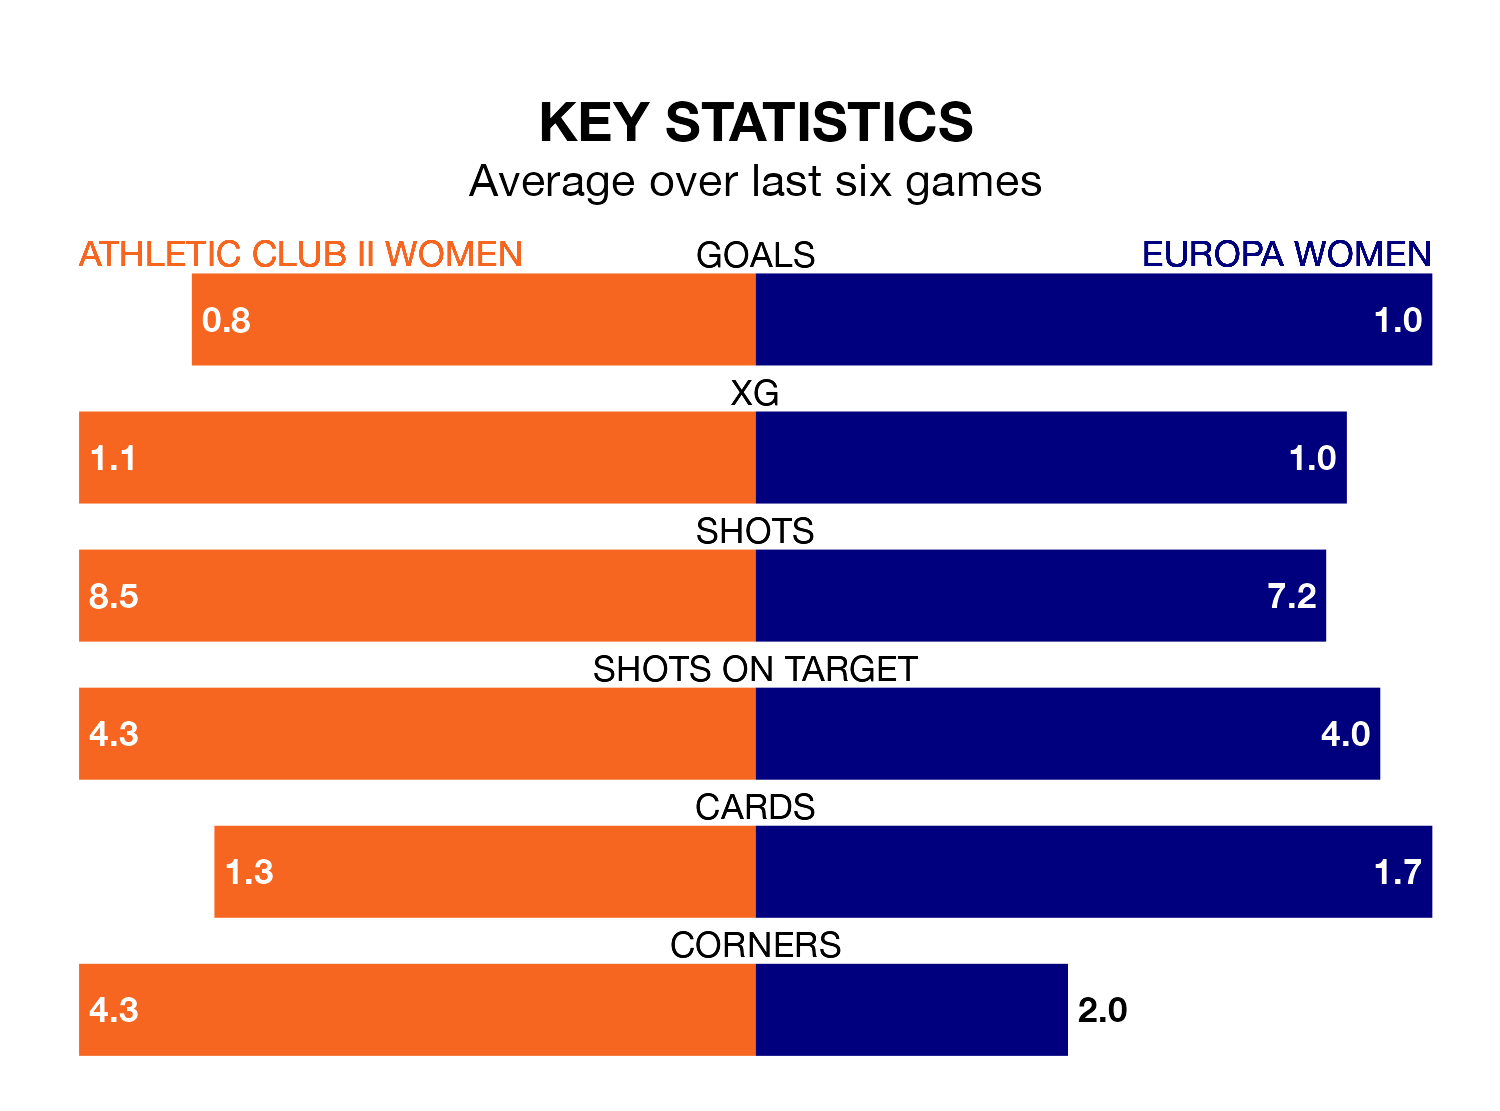 KEY STATISTICS
Average over last six games
ATHLETIC CLUB II WOMEN GOALS EUROPA WOMEN
0.8 1.0
XG
1.1 1.0
SHOTS
8.5 7.2
SHOTS ON TARGET
4.3 4.0
CARDS
1.3 1.7
CORNERS
4.3 2.0